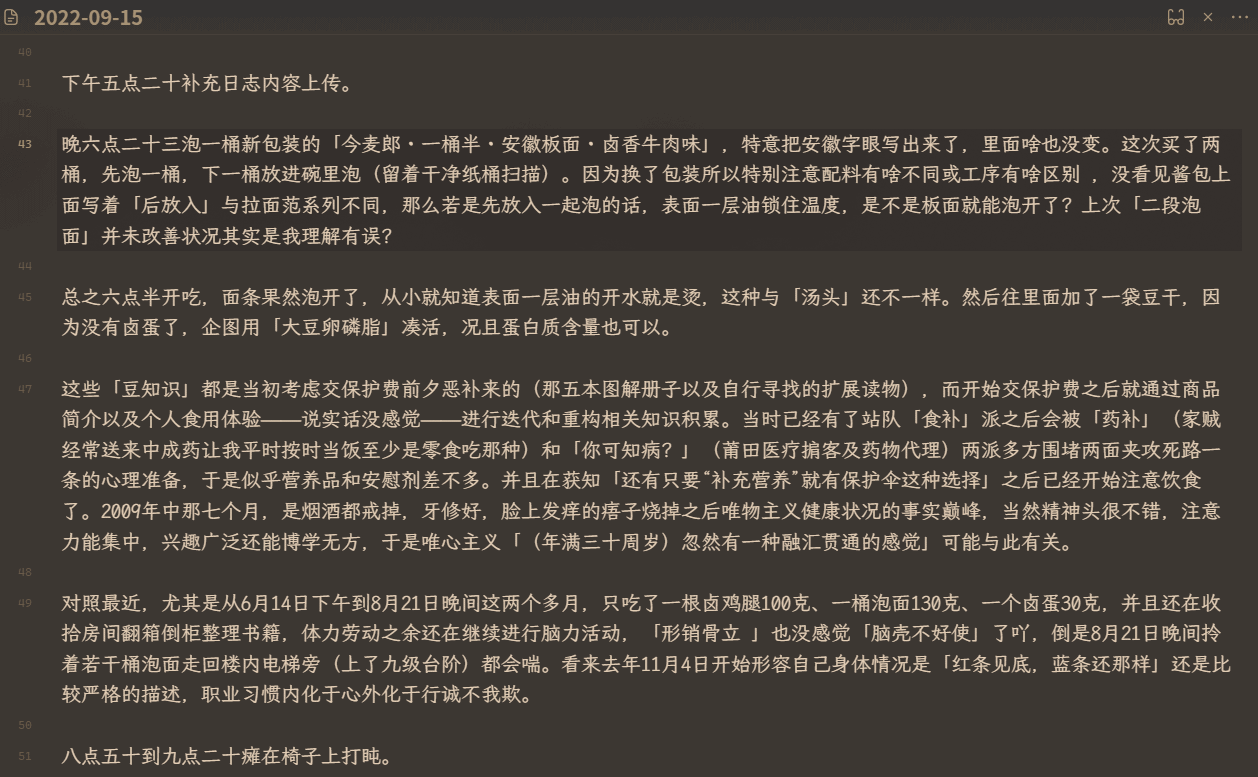 2022-09-15
40
41 下午五点二十补充日志内容上传。
42
43 晚六点二十三泡一桶新包装的「今麦郎・一桶半・安徽板面・卤香牛肉味」，特意把安徽字眼写出来了，里面啥也没变。这次买了两
桶，先泡一桶，下一桶放进碗里泡（留着干净纸桶扫描）。因为换了包装所以特别注意配料有啥不同或工序有啥区别 ，没看见酱包上
面写着「后放入」与拉面范系列不同，那么若是先放入一起泡的话，表面一层油锁住温度，是不是板面就能泡开了？上次「二段泡
面」并未改善状况其实是我理解有误？
44
45 总之六点半开吃，面条果然泡开了，从小就知道表面一层油的开水就是烫，这种与「汤头」还不一样。然后往里面加了一袋豆干，因
为没有卤蛋了，企图用「大豆卵磷脂」凑活，况且蛋白质含量也可以。
46
47 这些「豆知识」都是当初考虑交保护费前夕恶补来的（那五本图解册子以及自行寻找的扩展读物），而开始交保护费之后就通过商品
简介以及个人食用体验——说实话没感觉——进行迭代和重构相关知识积累。当时已经有了站队「食补」派之后会被「药补」（家贼
经常送来中成药让我平时按时当饭至少是零食吃那种）和「你可知病？」（莆田医疗掮客及药物代理）两派多方围堵两面夹攻死路一
条的心理准备，于是似乎营养品和安慰剂差不多。并且在获知「还有只要“补充营养”就有保护伞这种选择」之后已经开始注意饮食
了。2009年中那七个月，是烟酒都戒掉，牙修好，脸上发痒的痦子烧掉之后唯物主义健康状况的事实巅峰，当然精神头很不错，注意
力能集中，兴趣广泛还能博学无方，于是唯心主义「（年满三十周岁）忽然有一种融汇贯通的感觉」可能与此有关。
48
49 对照最近，尤其是从6月14日下午到8月21日晚间这两个多月，只吃了一根卤鸡腿100克、一桶泡面130克、一个卤蛋30克，并且还在收
拾房间翻箱倒柜整理书籍，体力劳动之余还在继续进行脑力活动，「形销骨立 」也没感觉「脑壳不好使」了吖，倒是8月21日晚间拎
着若干桶泡面走回楼内电梯旁（上了九级台阶）都会喘。看来去年11月4日开始形容自己身体情况是「红条见底，蓝条还那样」还是比
较严格的描述，职业习惯内化于心外化于行诚不我欺。
50
51 八点五十到九点二十瘫在椅子上打盹。